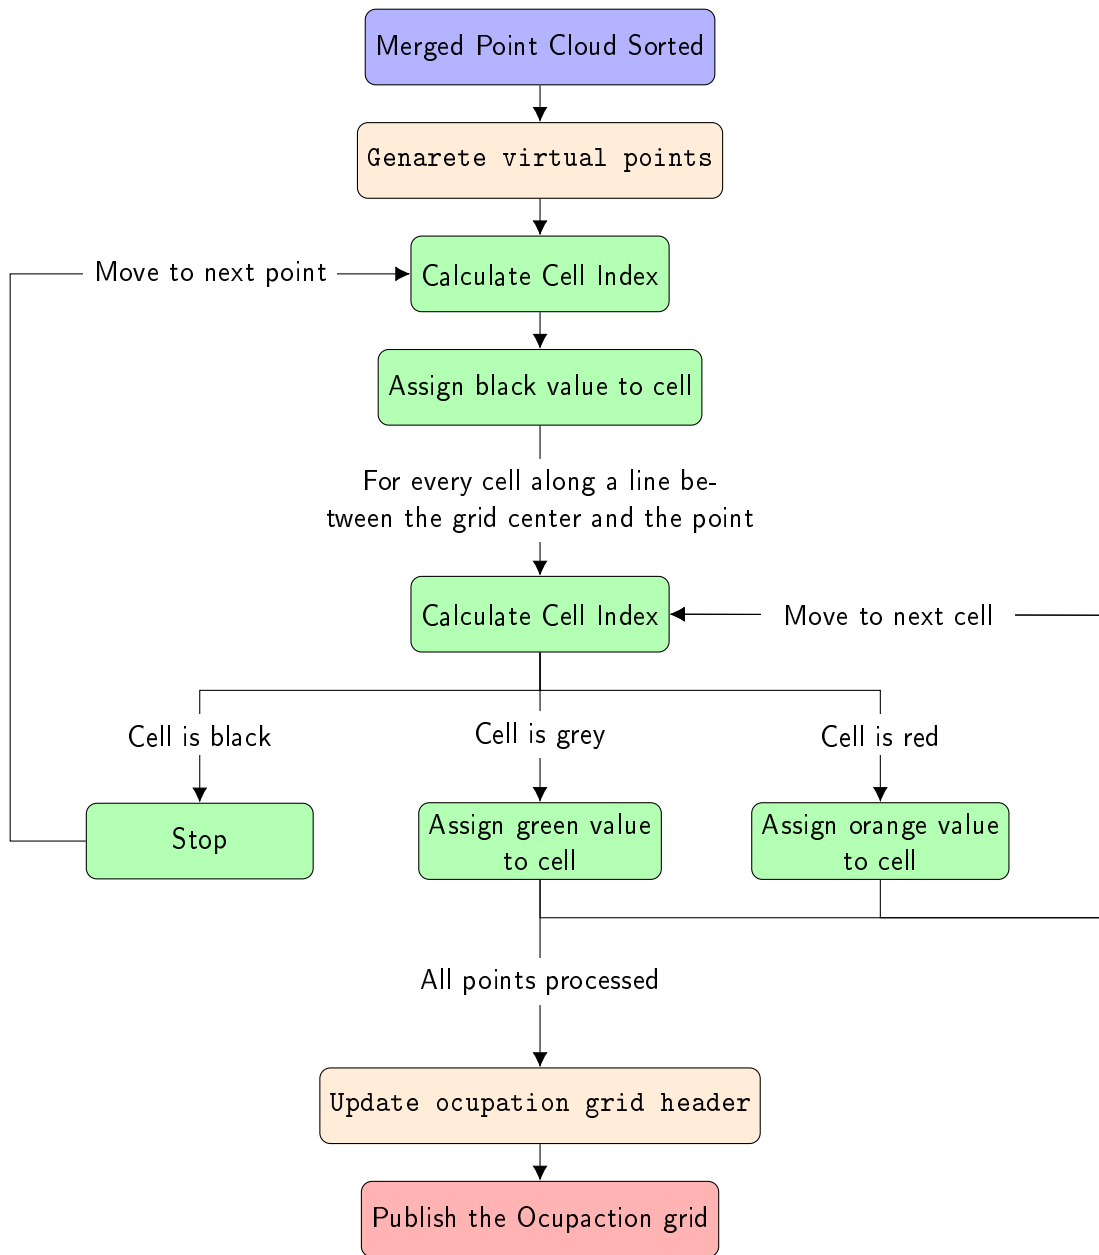 Merged Point Cloud Sorted
Genarete virtual points
Move to next point
Calculate Cell Index
Assign black value to cell
For every cell along a line be-
tween the grid center and the point
Calculate Cell Index
Move to next cell
Cell is black
Cell is grey
Cell is red
Stop
Assign green value
to cell
Assign orange value
to cell
All points processed
Update ocupation grid header
Publish the Ocupaction grid